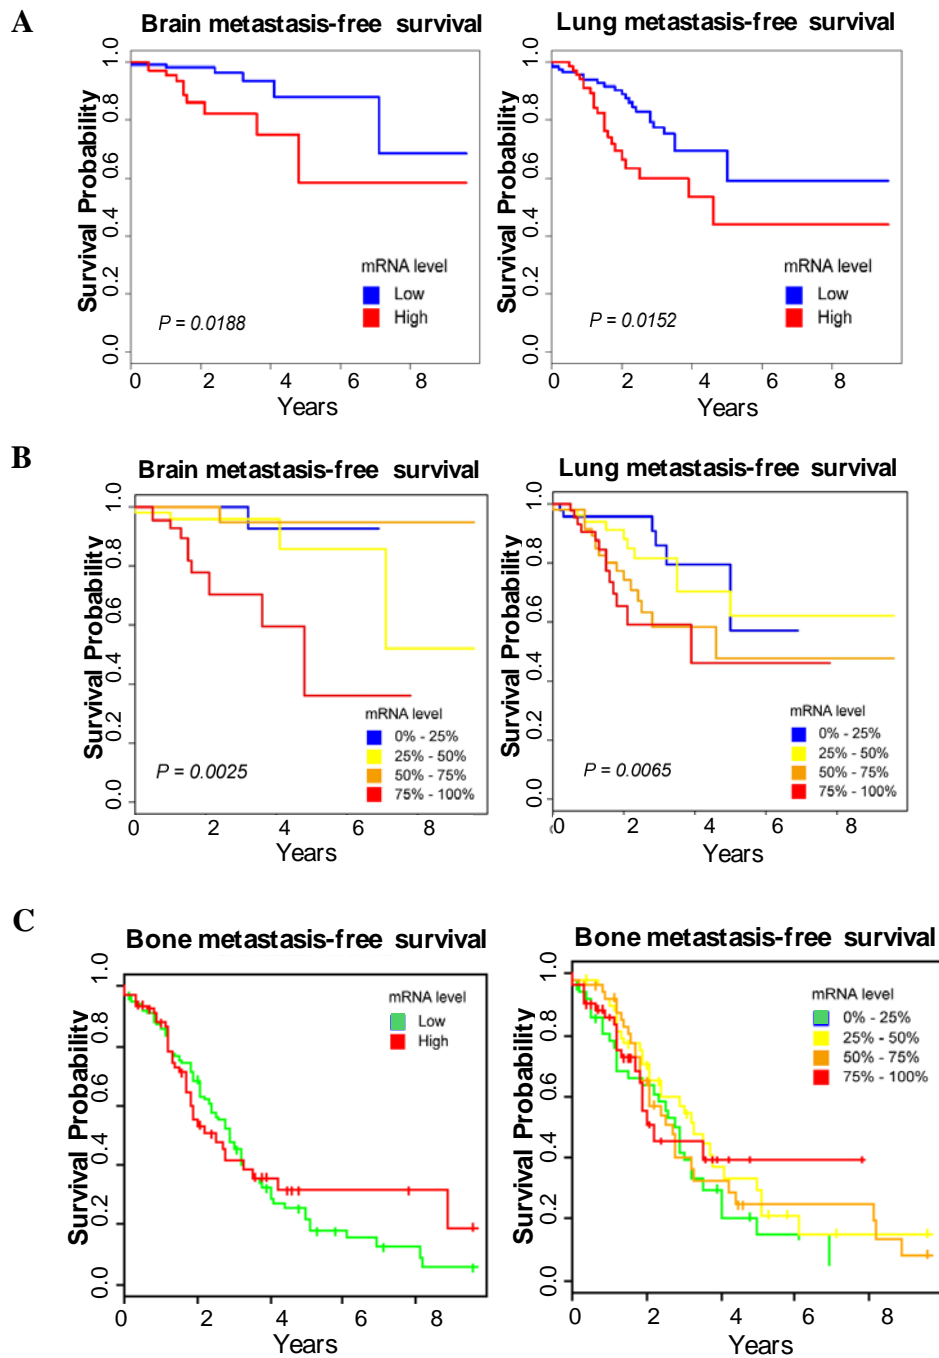 A
Brain metastasis-free survival
Survival Probability
1.0
0.8
0.6
0.4
0.2
0.0
mRNA level
Low
High
P = 0.0188
0 2 4 6 8
Years
Lung metastasis-free survival
Survival Probability
1.0
0.8
0.6
0.4
0.2
0.0
mRNA level
Low
High
P = 0.0152
0 2 4 6 8
Years
B
Brain metastasis-free survival
Survival Probability
1.0
0.8
0.6
0.4
0.2
0.0
mRNA level
0% - 25%
25% - 50%
50% - 75%
75% - 100%
P = 0.0025
0 2 4 6 8
Years
Lung metastasis-free survival
Survival Probability
1.0
0.8
0.6
0.4
0.2
0.0
mRNA level
0% - 25%
25% - 50%
50% - 75%
75% - 100%
P = 0.0065
0 2 4 6 8
Years
C
Bone metastasis-free survival
Survival Probability
1.0
0.8
0.6
0.4
0.2
0.0
mRNA level
Low
High
0 2 4 6 8
Years
Bone metastasis-free survival
Survival Probability
1.0
0.8
0.6
0.4
0.2
0.0
mRNA level
0% - 25%
25% - 50%
50% - 75%
75% - 100%
0 2 4 6 8
Years